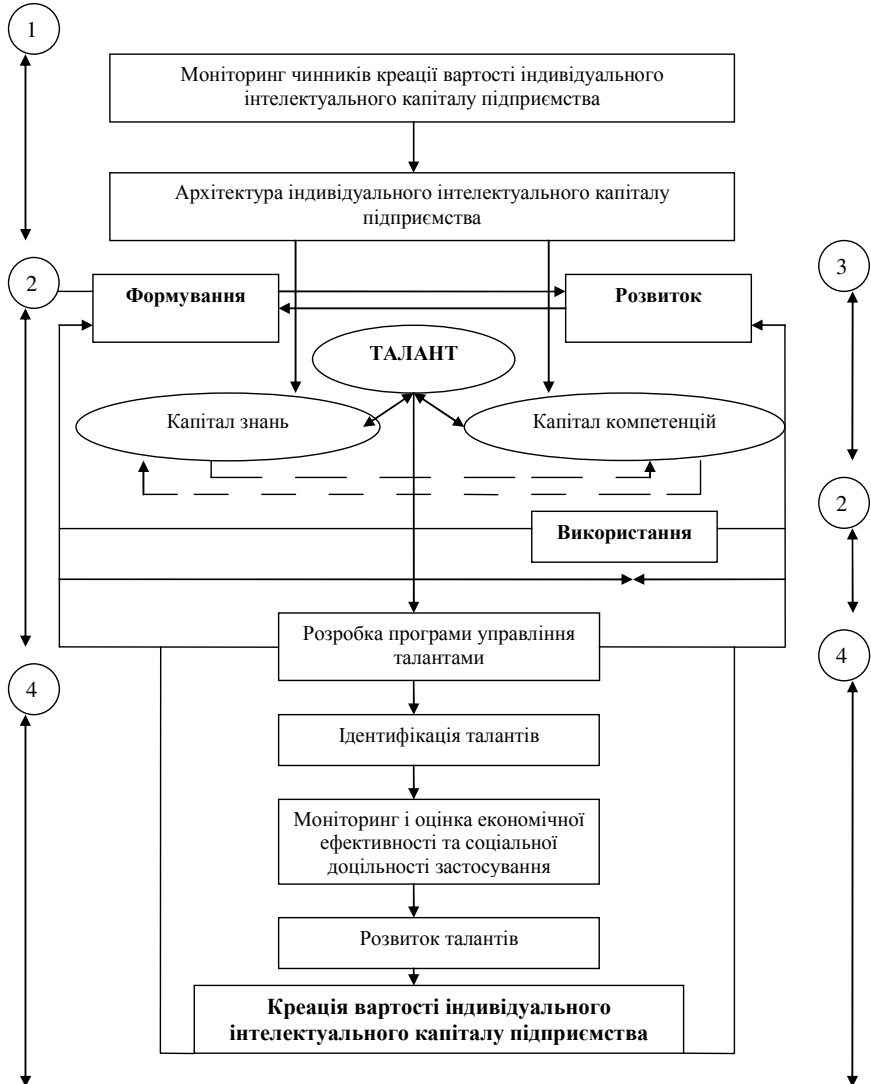 1
Моніторинг чинників креації вартості індивідуального
інтелектуального капіталу підприємства
Архітектура індивідуального інтелектуального капіталу
підприємства
2
Формування
Розвиток
3
ТАЛАНТ
Капітал знань
Капітал компетенцій
2
Використання
Розробка програми управління
талантами
4
4
Ідентифікація талантів
Моніторинг і оцінка економічної
ефективності та соціальної
доцільності застосування
Розвиток талантів
Креація вартості індивідуального
інтелектуального капіталу підприємства